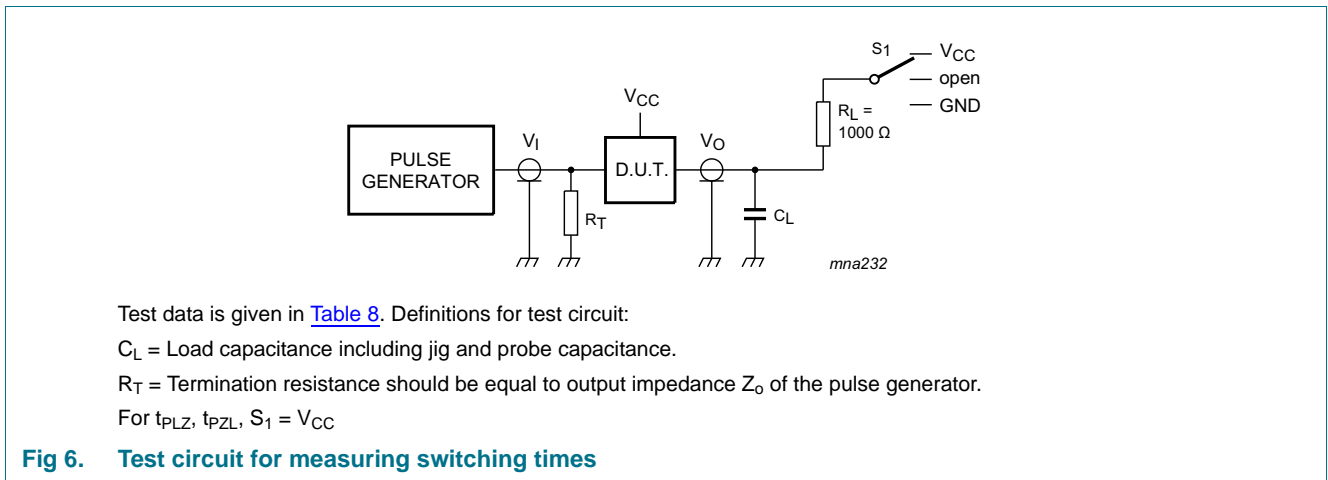 S1
VCC
open
GND
RL =
1000 Ω
VCC
PULSE
GENERATOR
VI
D.U.T.
VO
RT
CL
mna232
Test data is given in Table 8. Definitions for test circuit:
CL = Load capacitance including jig and probe capacitance.
RT = Termination resistance should be equal to output impedance Zo of the pulse generator.
For tPLZ, tPZL, S1 = VCC
Fig 6. Test circuit for measuring switching times